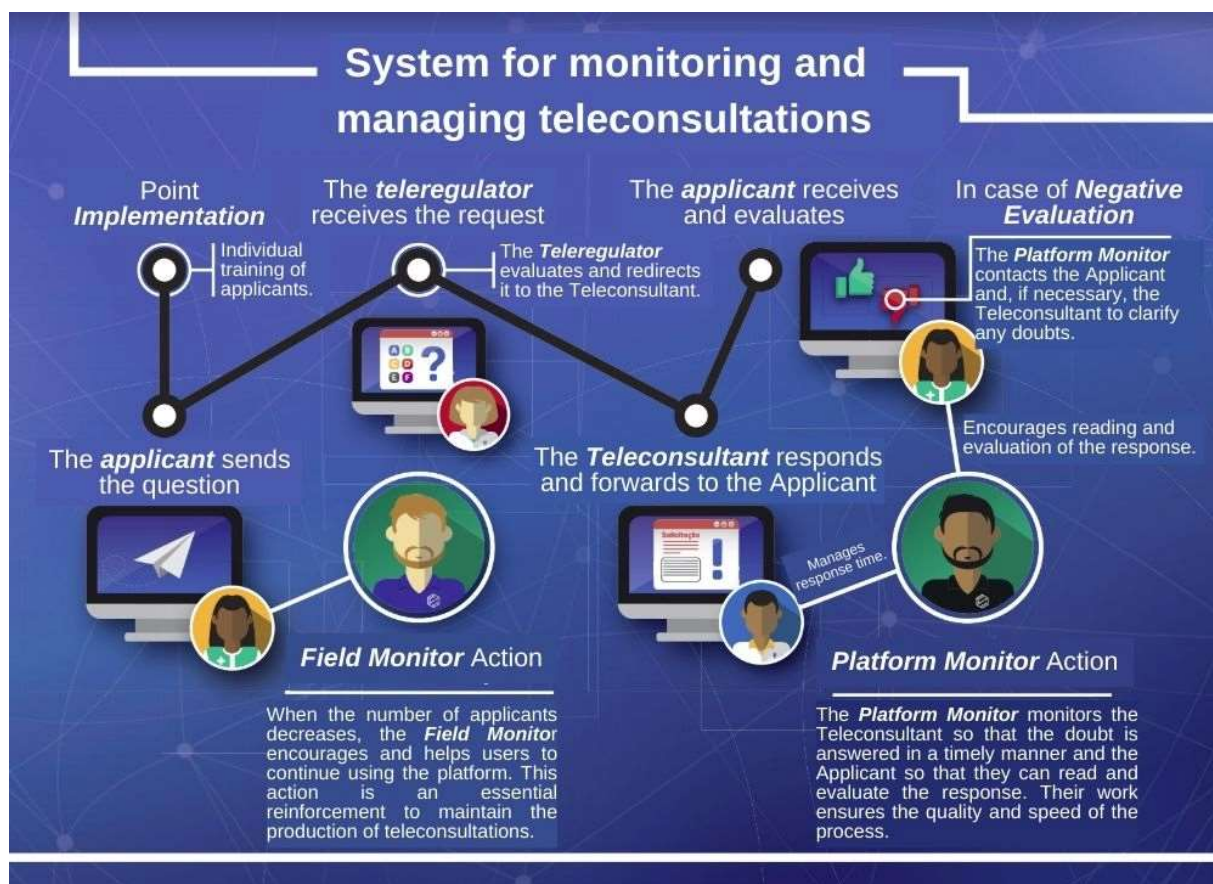 System for monitoring and
managing teleconsultations
Point
Implementation
Individual
training of
applicants.
The teleregulator
receives the request
The Teleregulator
evaluates and redirects
it to the Teleconsultant.
The applicant receives
and evaluates
In case of Negative
Evaluation
The Platform Monitor
contacts the Applicant
and, if necessary, the
Teleconsultant to clarify
any doubts.
A B
C D
E F
?
Encourages reading and
evaluation of the response.
The applicant sends
the question
The Teleconsultant responds
and forwards to the Applicant
Solicitação
!
Manages
response time.
Field Monitor Action
When the number of applicants
decreases, the Field Monitor
encourages and helps users to
continue using the platform. This
action is an essential
reinforcement to maintain the
production of teleconsultations.
Platform Monitor Action
The Platform Monitor monitors the
Teleconsultant so that the doubt is
answered in a timely manner and the
Applicant so that they can read and
evaluate the response. Their work
ensures the quality and speed of the
process.